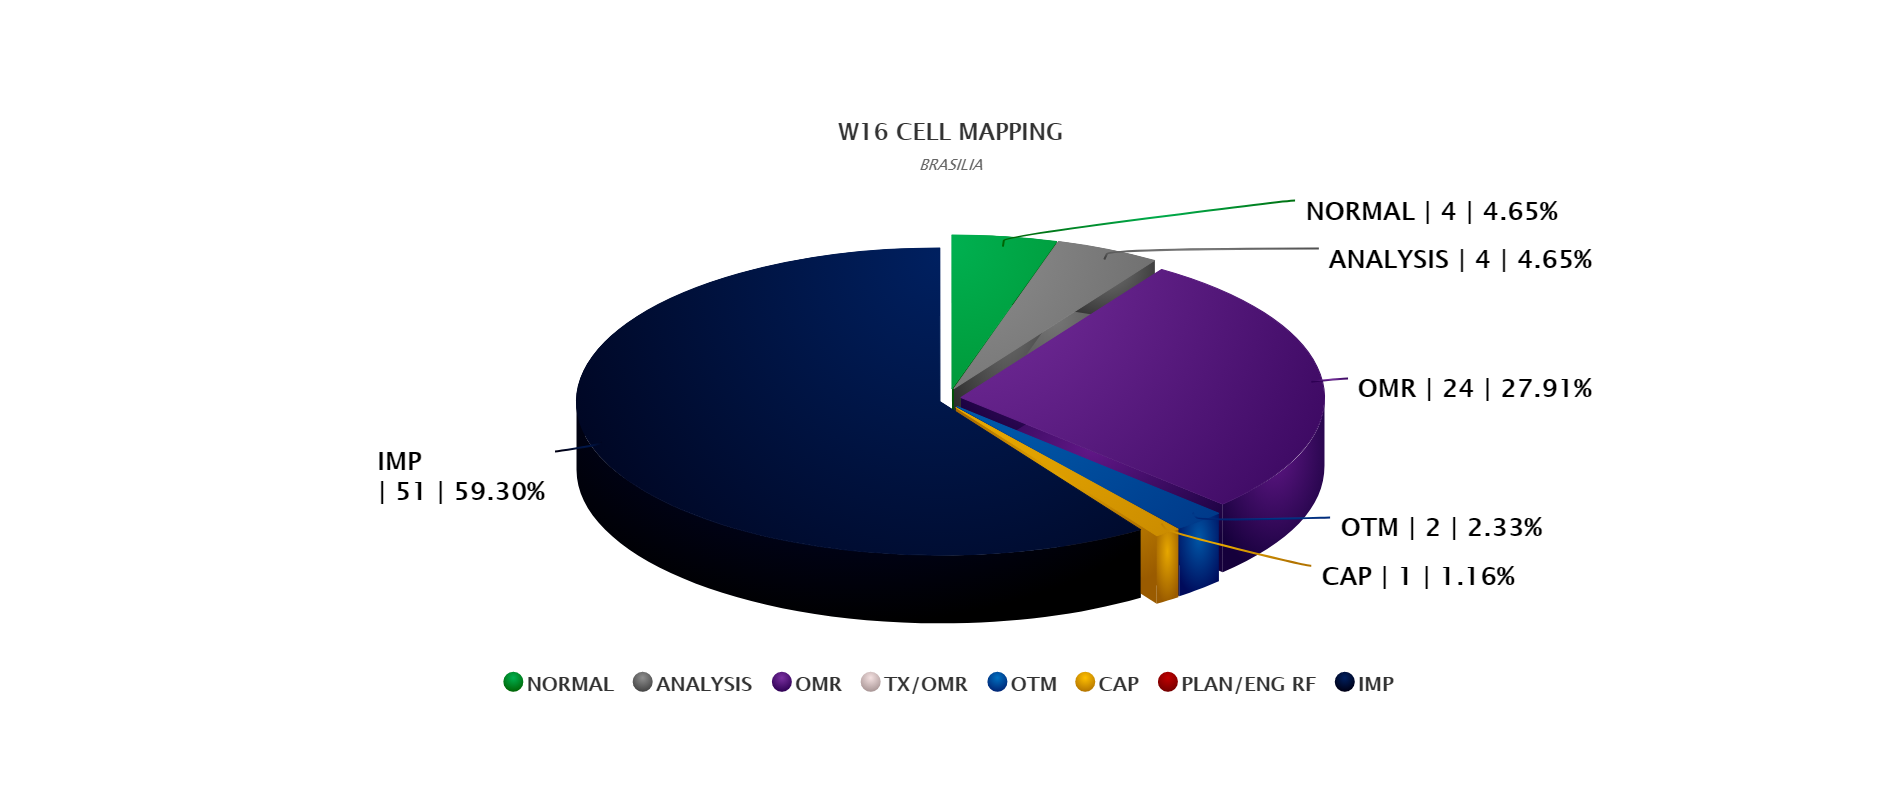 W16 CELL MAPPING
BRASILIA
NORMAL | 4 | 4.65%
ANALYSIS | 4 | 4.65%
OMR | 24 | 27.91%
IMP
| 51 | 59.30%
OTM | 2 | 2.33%
CAP | 1 | 1.16%
NORMAL ANALYSIS OMR TX/OMR OTM CAP PLAN/ENG RF IMP